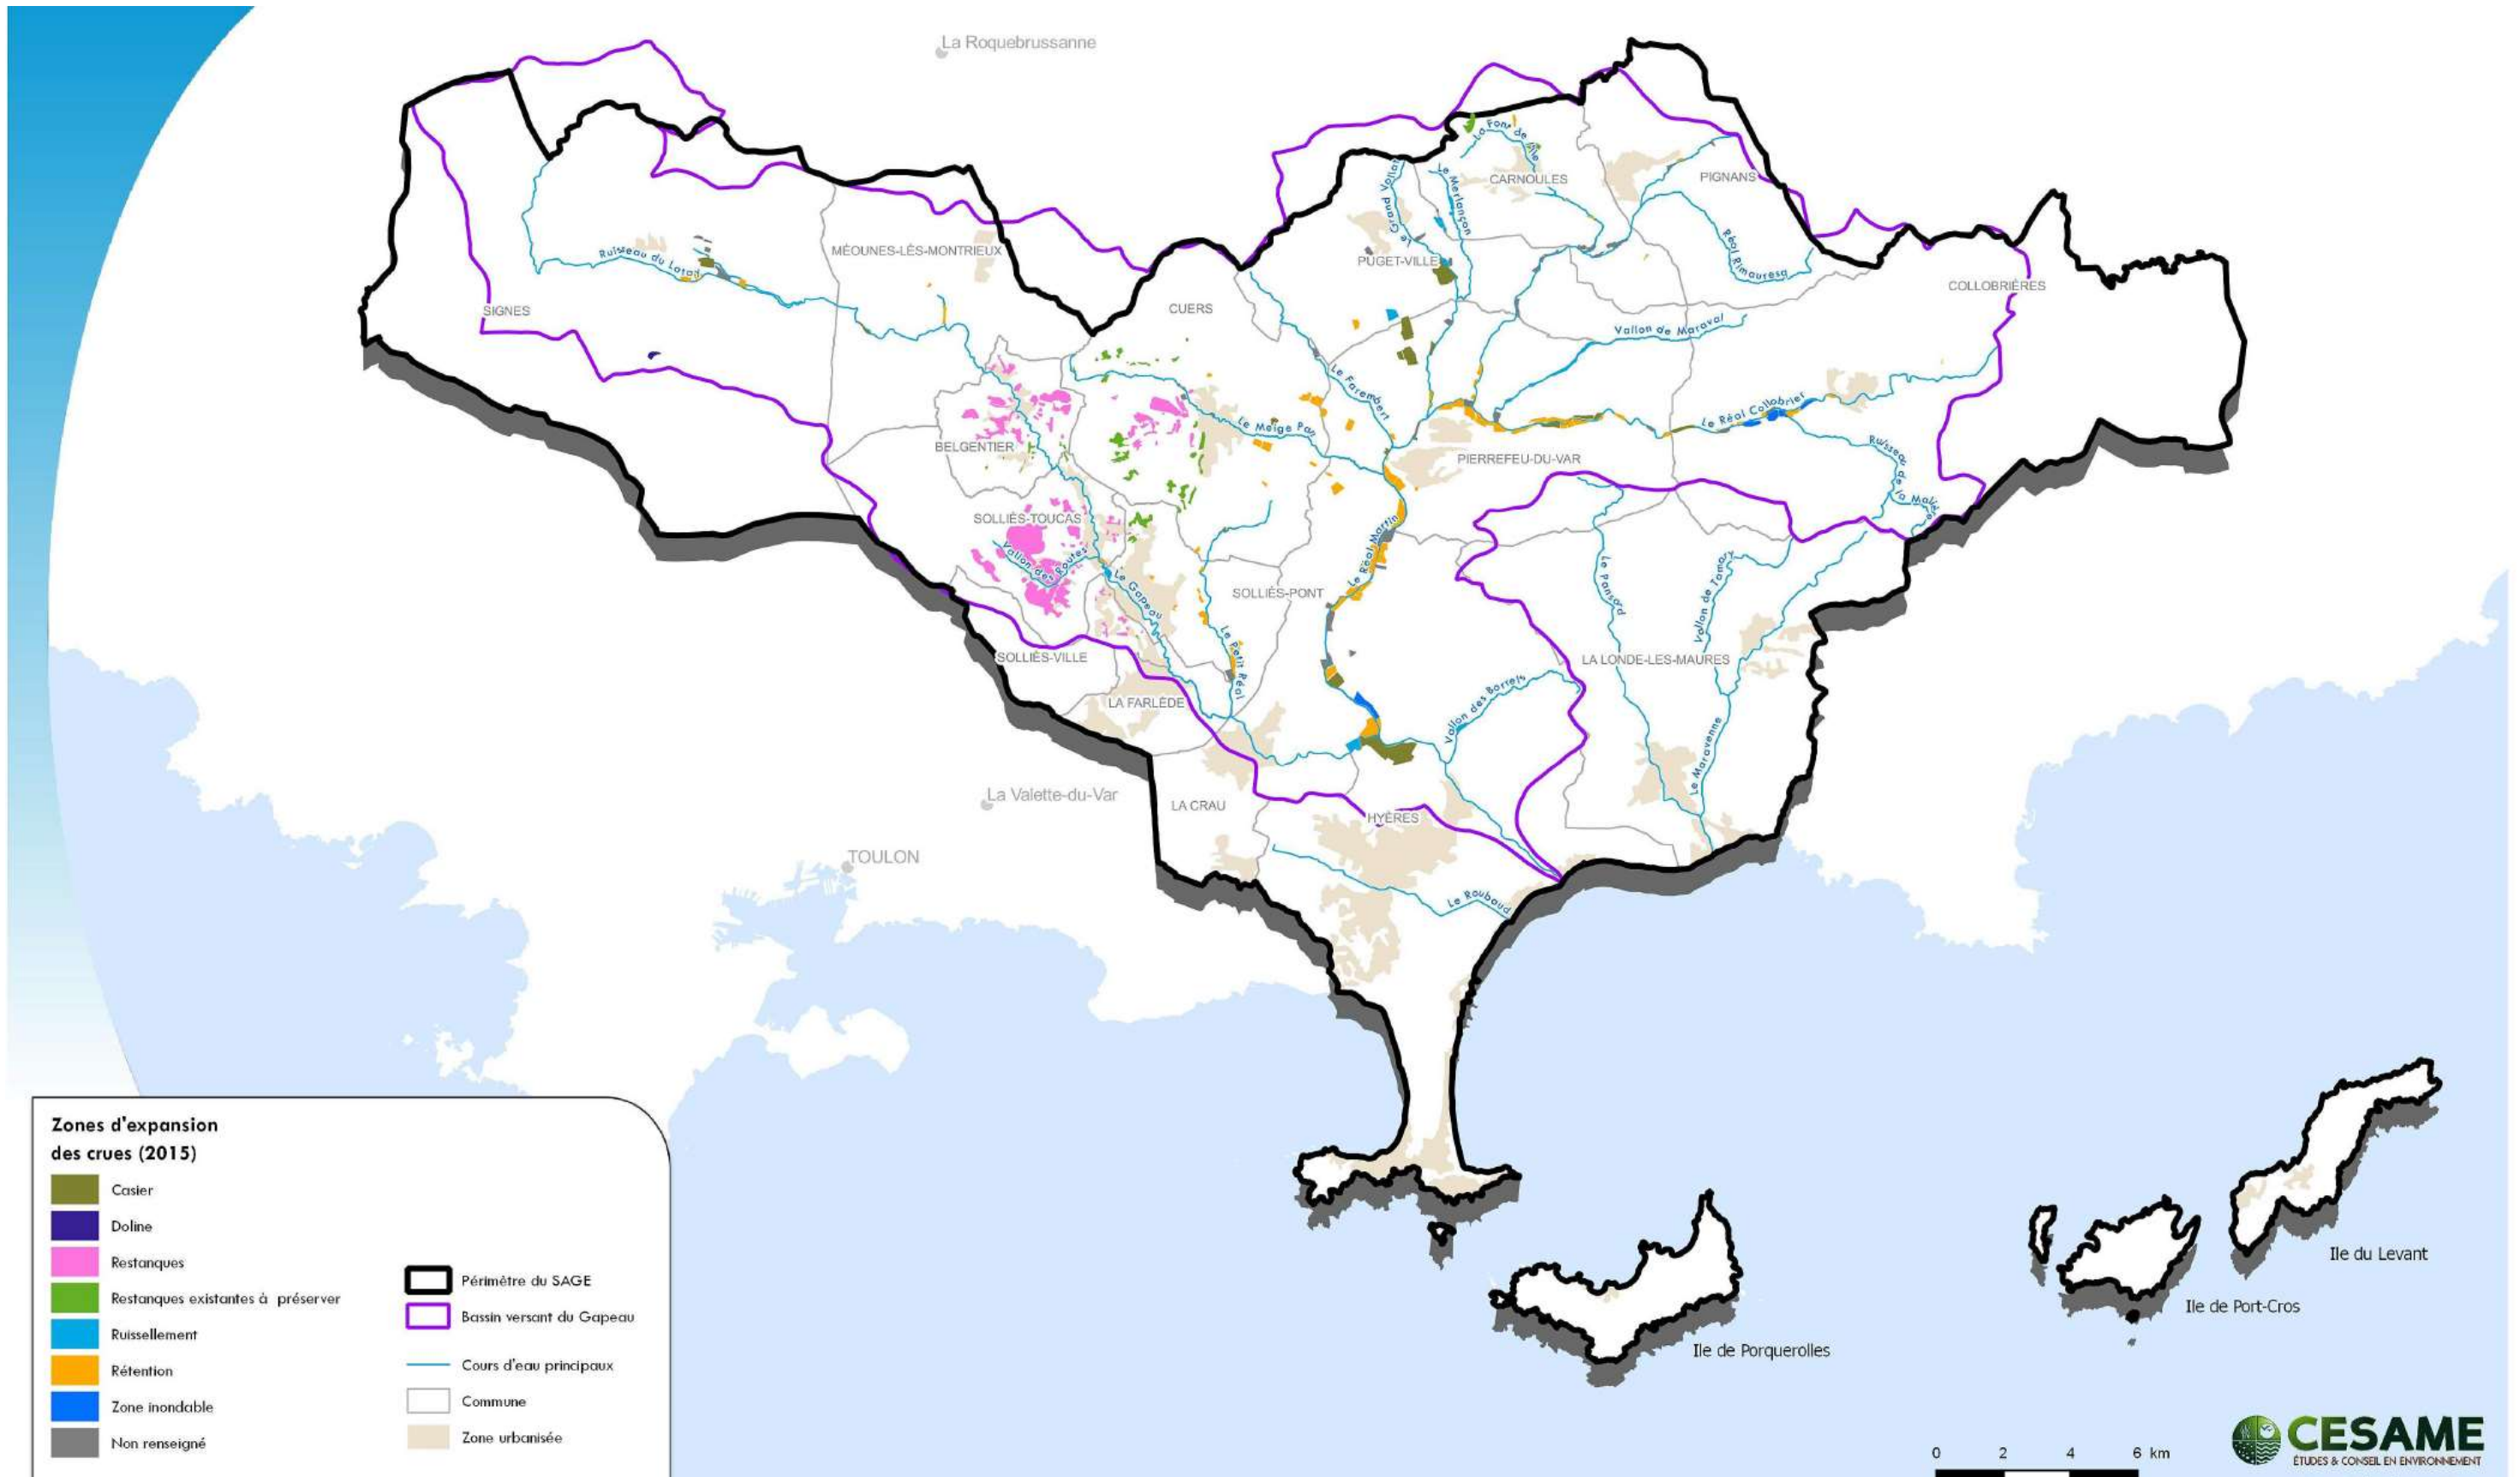 La Roquebrussanne
La Font de l'Île
CARNOULES
PIGNANS
Le Grand Vallat
Le Merlançon
MÉOUNES-LÈS-MONTRIEUX
Ruisseau du Latay
PUGET-VILLE
Réal Rimauresq
COLLOBRIÈRES
SIGNES
CUERS
Vallon de Maraval
Le Farembert
Le Réal Collobrier
Le Meige Pan
BELGENTIER
PIERREFEU-DU-VAR
Ruisseau de la Malière
SOLLIÈS-TOUCAS
Vallon des Routes
Le Réal Martin
Le Gapeau
SOLLIÈS-PONT
Le Pansard
Vallon de Tamary
Le Petit Réal
SOLLIÈS-VILLE
LA LONDE-LES-MAURES
LA FARLÈDE
Vallon des Borrels
Le Maravenne
La Valette-du-Var
LA CRAU
HYÈRES
TOULON
Le Roubaud
Ile du Levant
Ile de Port-Cros
Ile de Porquerolles
Zones d'expansion
des crues (2015)
Casier
Doline
Restanques
Restanques existantes à préserver
Ruissellement
Rétention
Zone inondable
Non renseigné
Périmètre du SAGE
Bassin versant du Gapeau
Cours d'eau principaux
Commune
Zone urbanisée
0 2 4 6 km
CESAME
ÉTUDES & CONSEIL EN ENVIRONNEMENT